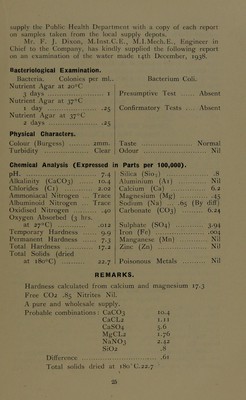 supply the Public Health Department with a copy of each report
on samples taken from the local supply depots.
Mr. F. J. Dixon, M.Inst.C.E., M.I.Mech.E., Engineer in
Chief to the Company, has kindly supplied the following report
on an examination of the water made 14th December, 1938.
Bacteriological Examination.
Bacteria. Colonies per ml.. Bacterium Coli.
Nutrient Agar at 20°C
3 days ............ 1 Presumptive Test ...... Absent
Nutrient Agar at 37°C
1 day ............ .25 Confirmatory Tests .... Absent
Nutrient Agar at 37°C
2 days ............ .25
Physical Characters.
Colour (Burgess) ......... amm. Taste .................. Normal
Turbidity ............... Clear Odour .................. Nil
Chemical Analysis (Expressed in Parts per 100,000).
pH. ..................... 7.4 Silica (Sio2) ............ .8
Alkalinity (CaCO3) ...... 10.4 Aluminium (A1) ......... Nil
Chlorides (C1) ............ 2.02 Calcium (Ca) ............ 6.2
Ammoniacal Nitrogen ... Trace Magnesium (Mg) ......... .45
Albuminoid Nitrogen ... Trace Sodium (Na) ...... .85 (By diff)
Oxidised Nitrogen ...... .40 Carbonate (CO3) ......... 6.24
Oxygen Absorbed (3 hrs.
at 27°C) ............ .012 Sulphate (SO4) ......... 3.94
Temporary Hardness ...... 9.9 Iron (Fe) ............... .004
Permanent Hardness ...... 7.3 Manganese (Mn) ......... Nil
Total Hardness ............ 17.2 Zinc (Zn) ............... Nil
Total Solids (dried
at 180°C) ............ 22.7 Poisonous Metals ...... Nil
REMARKS.
Hardness calculated from calcium and magnesium 17.3
Free CO2 .85 Nitrites Nil.
A pure and wholesale supply.
Probable combinations: CaCO3 10.4
CaCL2 1.11
CaSO4 5.6
MgCL2 1.76
NaNO3 2.42
SiO2 .8
Difference ..................... .61
Total solids dried at 180°C.22.7
25